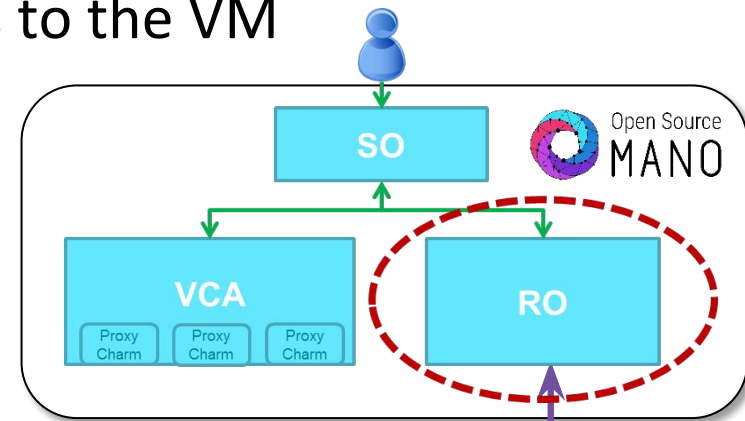 to the VM
SO
Open Source
MANO
VCA
RO
Proxy
Charm
Proxy
Charm
Proxy
Charm